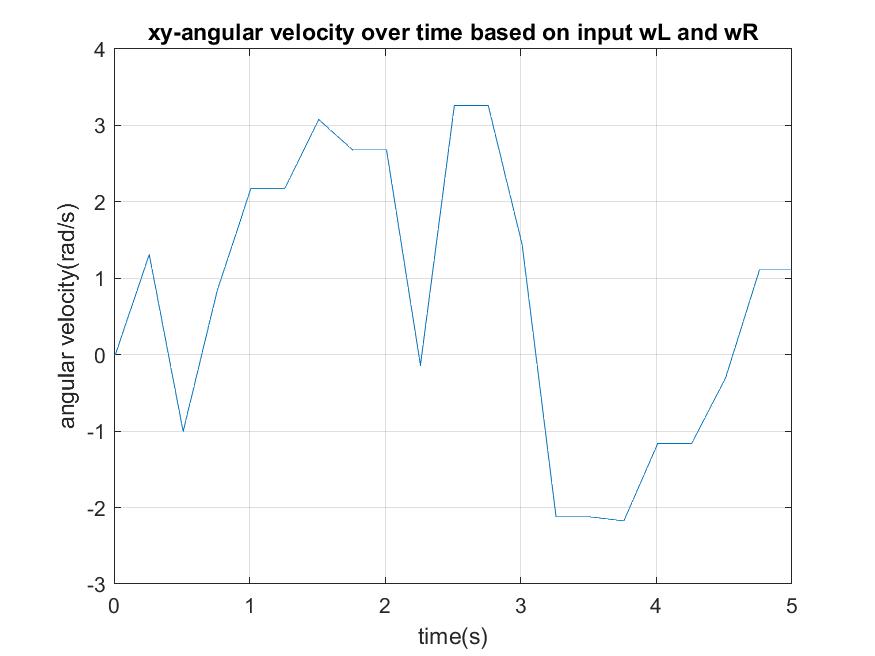 xy-angular velocity over time based on input wL and wR
4
3
2
1
0
-1
-2
-3
angular velocity(rad/s)
0 1 2 3 4 5
time(s)